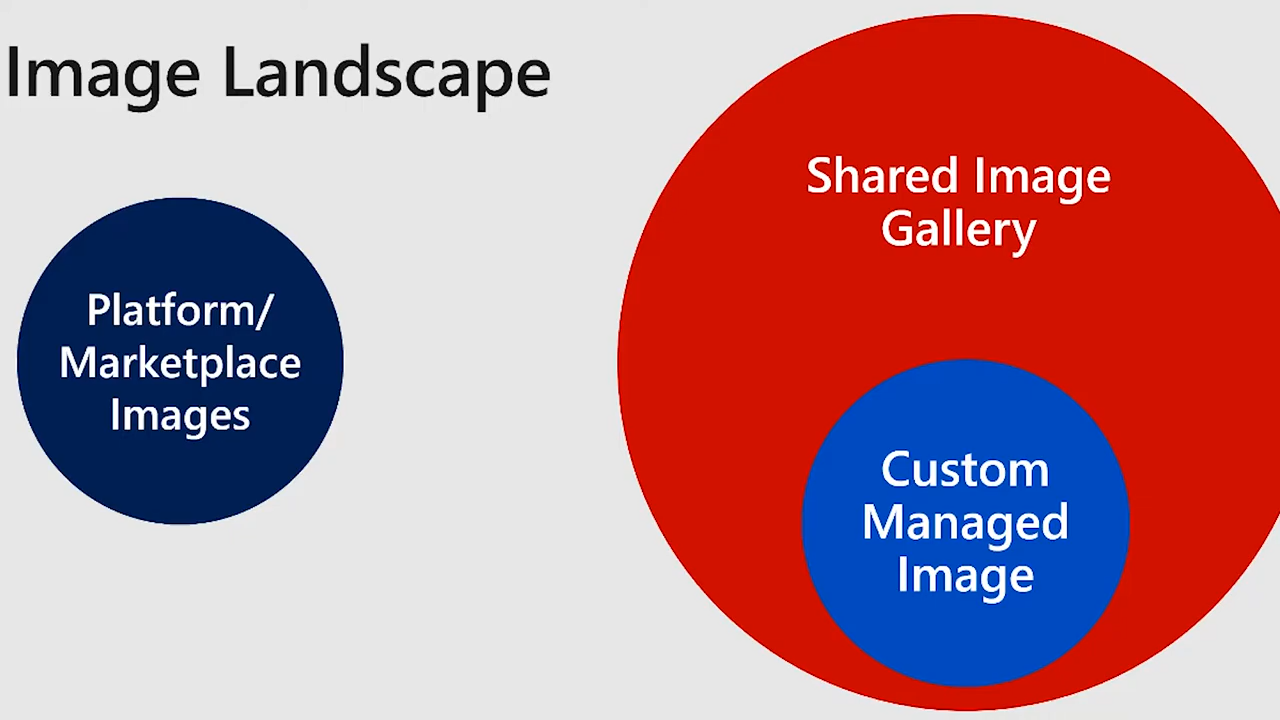 Image Landscape
Platform/
Marketplace
Images
Shared Image
Gallery
Custom
Managed
Image